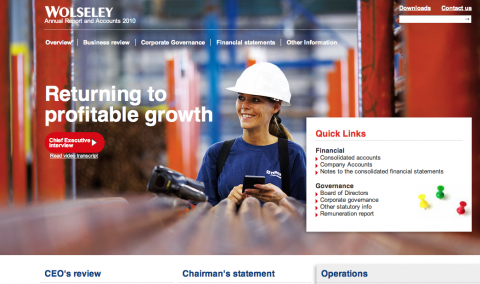 WOLSELEY
Annual Report and Accounts 2010
Downloads
Contact us
Overview
Business review
Corporate Governance
Financial statements
Other Information
Returning to
profitable growth
Chief Executive
interview
Read video transcript
Quick Links
Financial
Consolidated accounts
Company Accounts
Notes to the consolidated financial statements
Governance
Board of Directors
Corporate governance
Other statutory info
Remuneration report
CEO's review
Chairman's statement
Operations